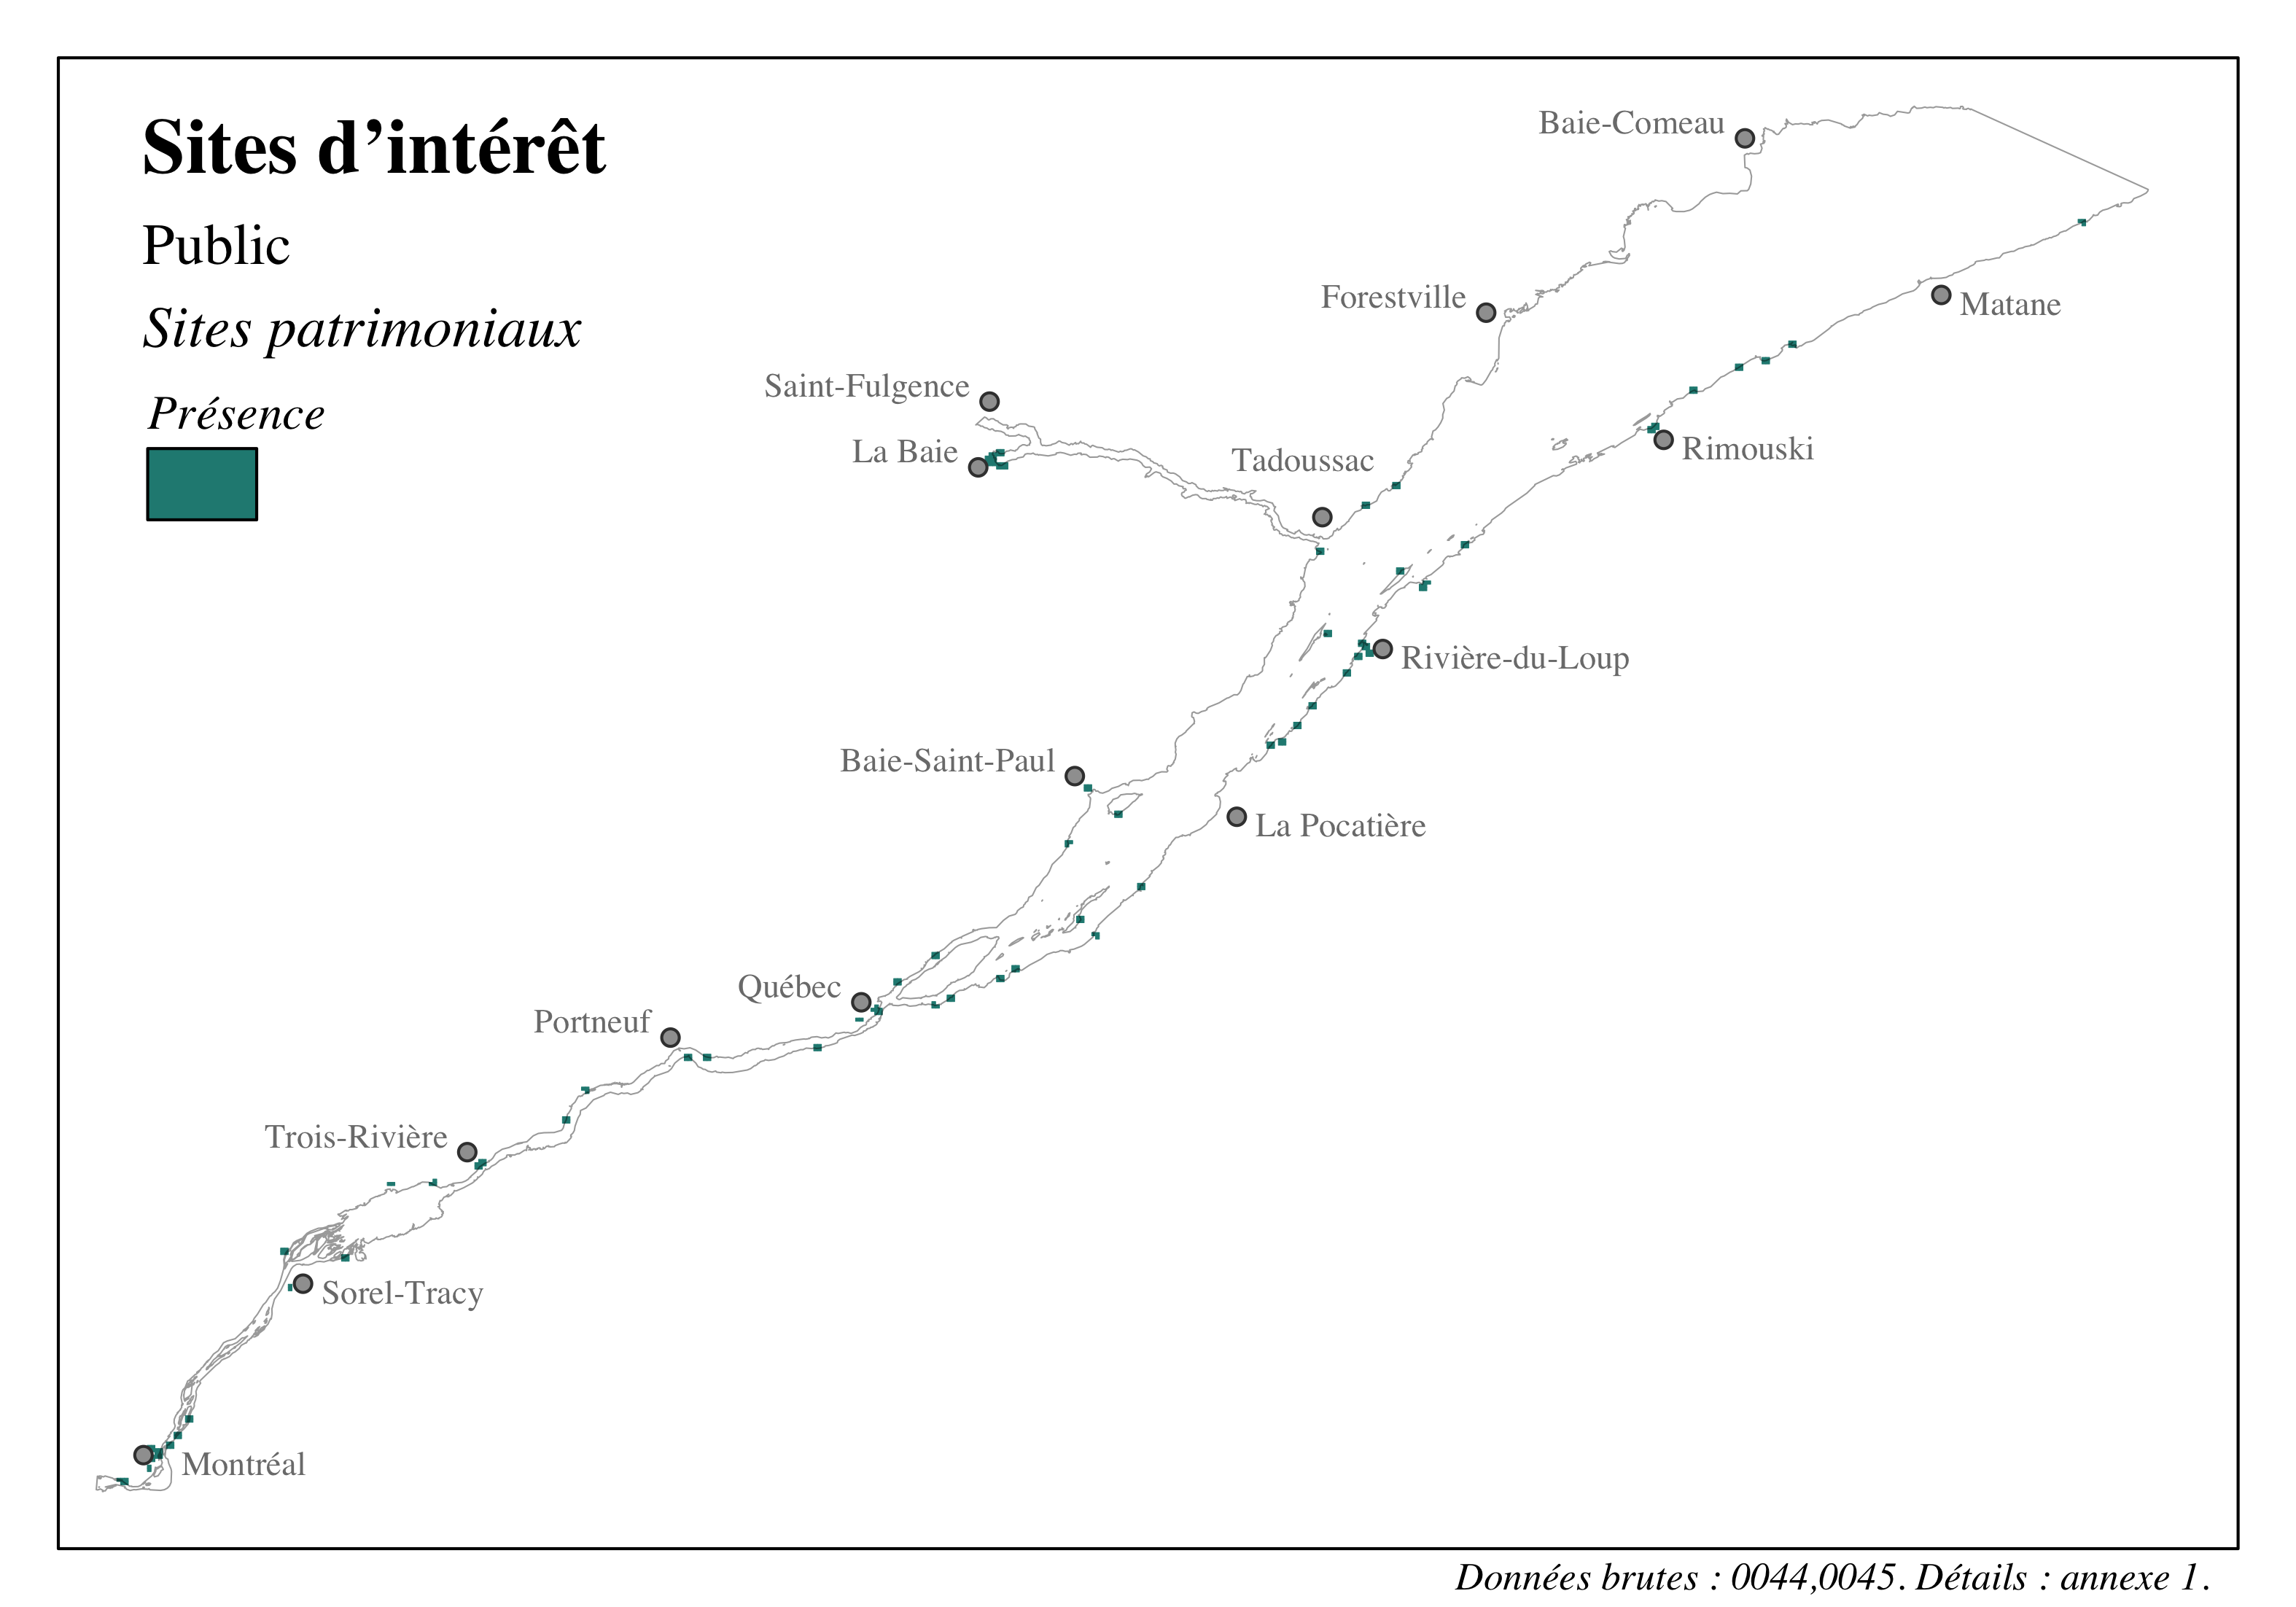 Sites d’intérêt
Public
Sites patrimoniaux
Présence
Baie-Comeau
Forestville
Matane
Saint-Fulgence
La Baie
Tadoussac
Rimouski
Rivière-du-Loup
Baie-Saint-Paul
La Pocatière
Québec
Portneuf
Trois-Rivière
Sorel-Tracy
Montréal
Données brutes : 0044,0045. Détails : annexe 1.